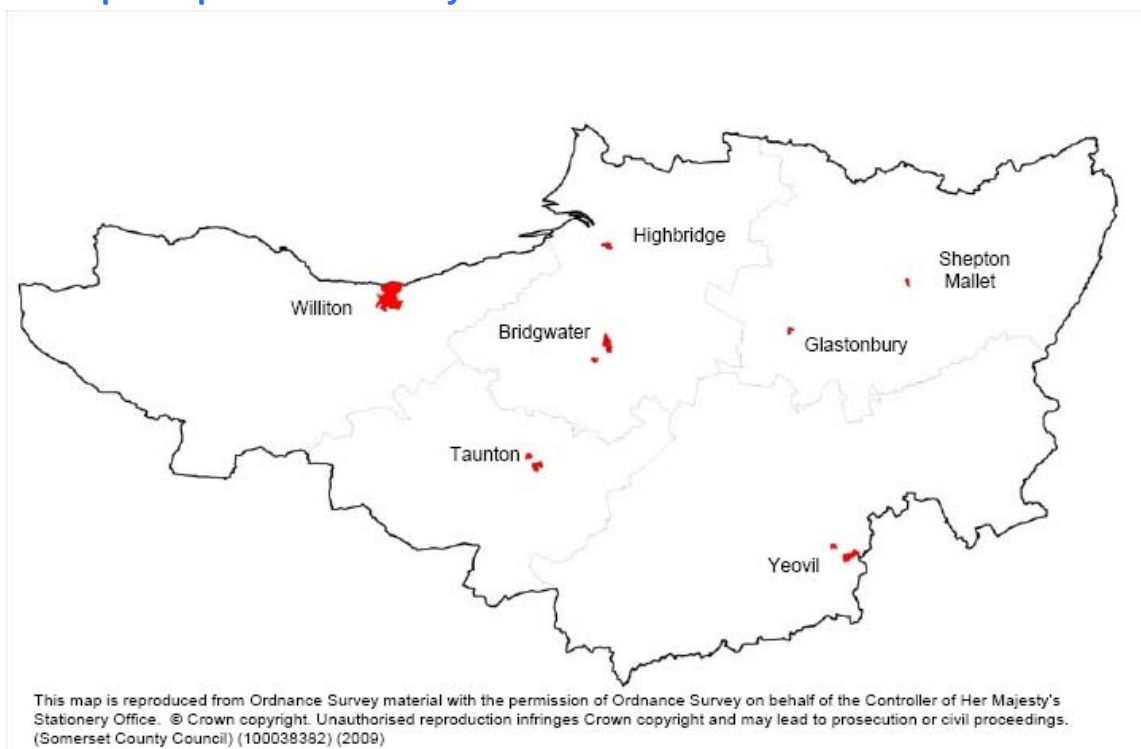 Highbridge
Shepton
Mallet
Williton
Bridgwater
Glastonbury
Taunton
Yeovil
This map is reproduced from Ordnance Survey material with the permission of Ordnance Survey on behalf of the Controller of Her Majesty's
Stationery Office. © Crown copyright. Unauthorised reproduction infringes Crown copyright and may lead to prosecution or civil proceedings.
(Somerset County Council) (100038382) (2009)